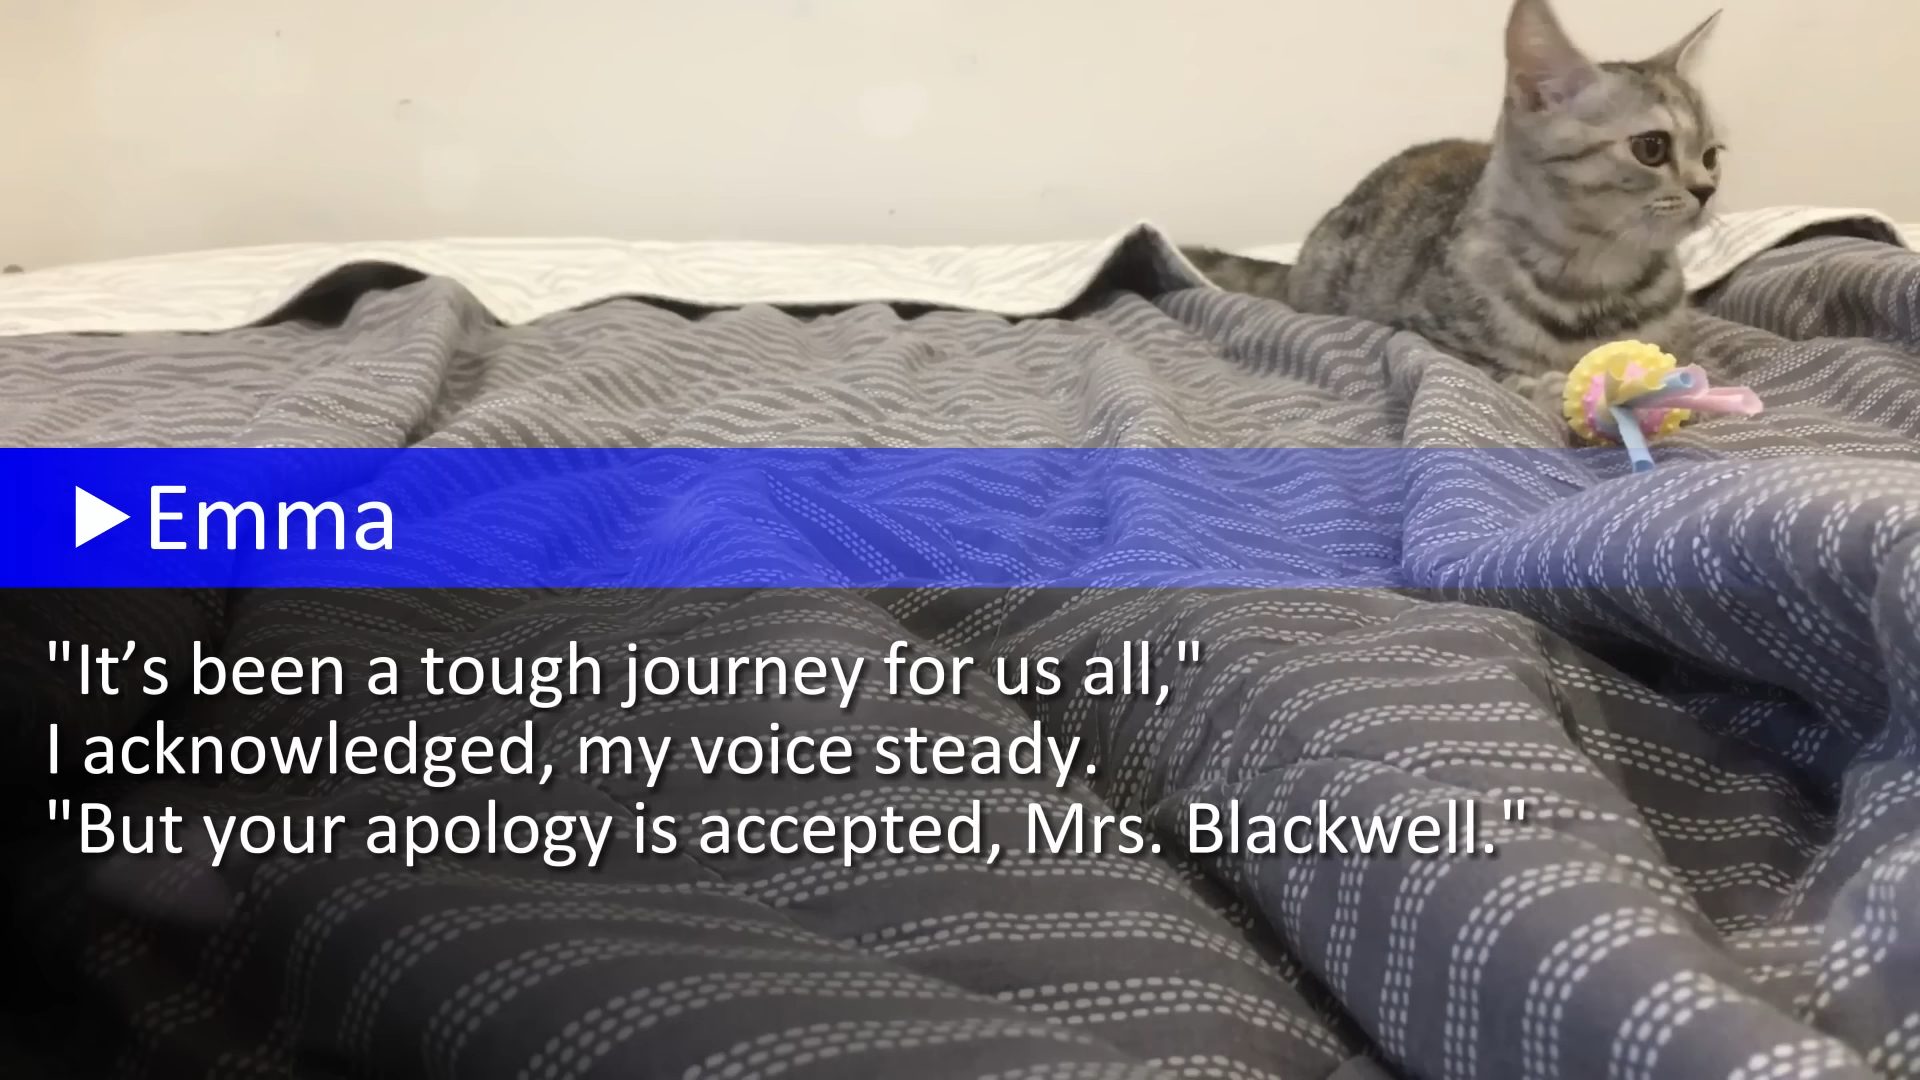 Emma
"It’s been a tough journey for us all,"
I acknowledged, my voice steady.
"But your apology is accepted, Mrs. Blackwell."